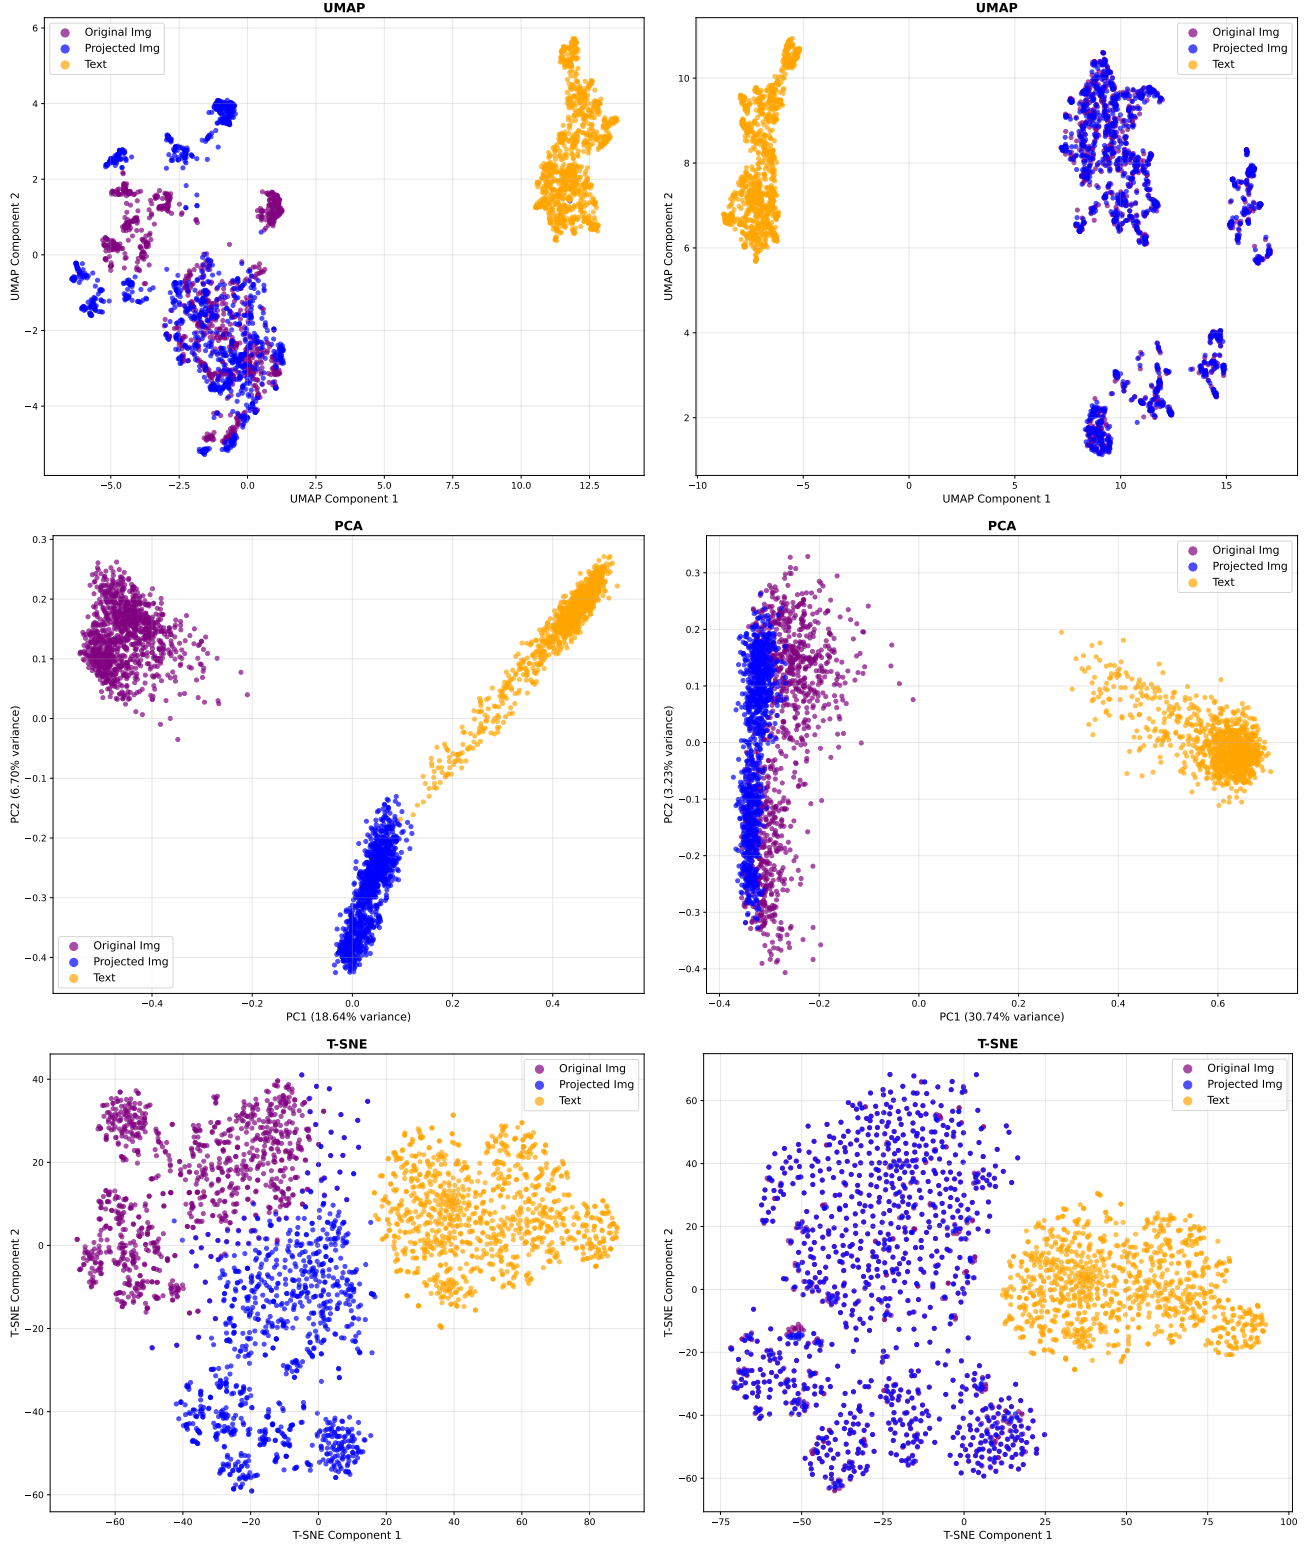 UMAP
6
4
2
0
−2
−4
UMAP Component 2
Original Img
Projected Img
Text
−5.0 −2.5 0.0 2.5 5.0 7.5 10.0 12.5
UMAP Component 1
UMAP
10
8
6
4
2
UMAP Component 2
Original Img
Projected Img
Text
−10 −5 0 5 10 15
UMAP Component 1
PCA
0.3
0.2
0.1
0.0
−0.1
−0.2
−0.3
−0.4
PC2 (6.70% variance)
Original Img
Projected Img
Text
−0.4 −0.2 0.0 0.2 0.4
PC1 (18.64% variance)
PCA
0.3
0.2
0.1
0.0
−0.1
−0.2
−0.3
−0.4
PC2 (3.23% variance)
Original Img
Projected Img
Text
−0.4 −0.2 0.0 0.2 0.4 0.6
PC1 (30.74% variance)
T-SNE
40
20
0
−20
−40
−60
T-SNE Component 2
Original Img
Projected Img
Text
−60 −40 −20 0 20 40 60 80
T-SNE Component 1
T-SNE
60
40
20
0
−20
−40
−60
T-SNE Component 2
Original Img
Projected Img
Text
−75 −50 −25 0 25 50 75 100
T-SNE Component 1